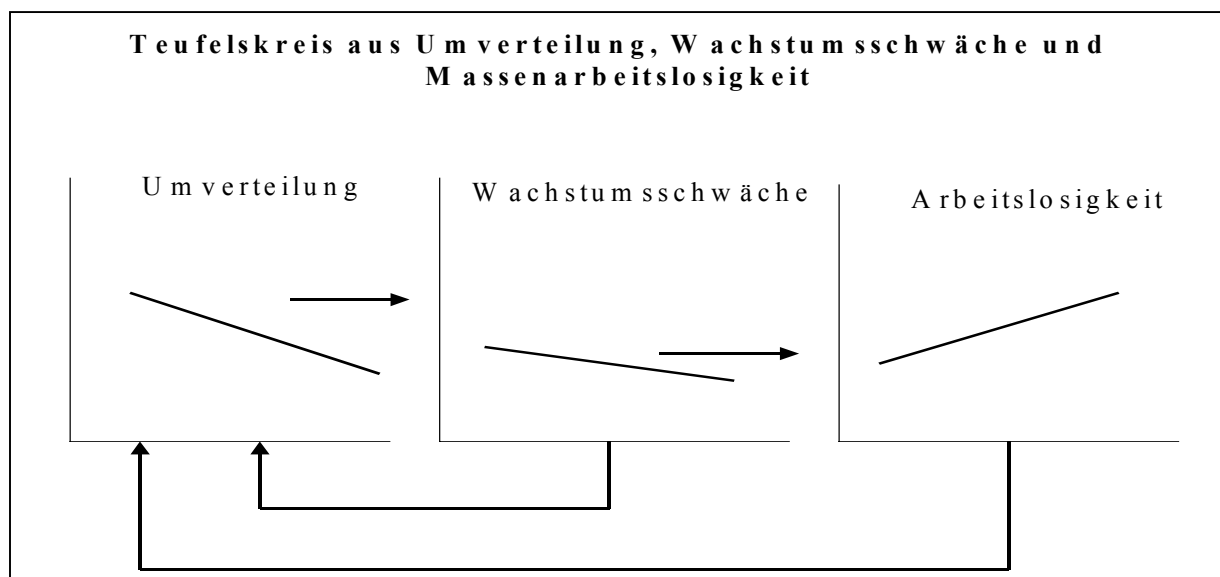 Teufelskreis aus Umverteilung, Wachstumsschwäche und
Massenarbeitslosigkeit
Umverteilung
Wachstumsschwäche
Arbeitslosigkeit